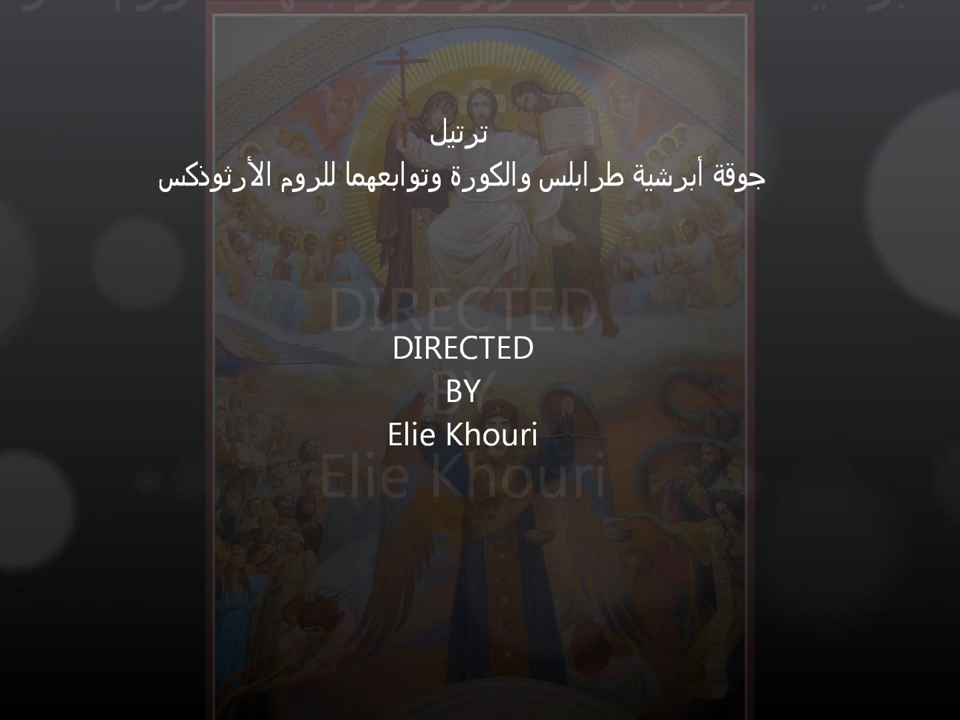 ترتيل
جوقة أبرشية طرابلس والكورة وتوابعهما للروم الأرثوذكس
DIRECTED
BY
Elie Khouri